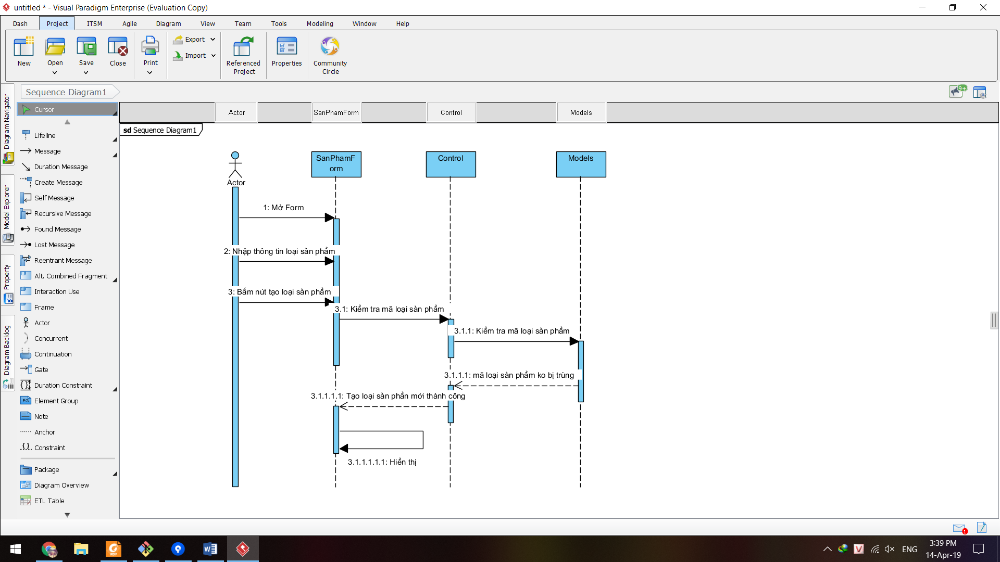 untitled * - Visual Paradigm Enterprise (Evaluation Copy)
Dash Project ITSM Agile Diagram View Team Tools Modeling Window Help
New
Open
Save
Close
Print
Export
Import
Referenced
Project
Properties
Community
Circle
Sequence Diagram1
9+
Diagram Navigator
Model Explorer
Property
Diagram Backlog
Cursor
Lifeline
Message
Duration Message
Create Message
Self Message
Recursive Message
Found Message
Lost Message
Reentrant Message
Alt. Combined Fragment
Interaction Use
Frame
Actor
Concurrent
Continuation
Gate
Duration Constraint
EG Element Group
Note
Anchor
{} Constraint
Package
Diagram Overview
ETL Table
Actor SanPhamForm Control Models
sd Sequence Diagram1
Actor
SanPhamF
orm
Control
Models
1: Mở Form
2: Nhập thông tin loại sản phẩm
3: Bấm nút tạo loại sản phẩm
3.1: Kiểm tra mã loại sản phẩm
3.1.1: Kiểm tra mã loại sản phẩm
3.1.1.1: mã loại sản phẩm ko bị trùng
3.1.1.1.1: Tạo loại sản phẩn mới thành công
3.1.1.1.1.1: Hiển thị
1
PDF
ENG
3:39 PM
14-Apr-19